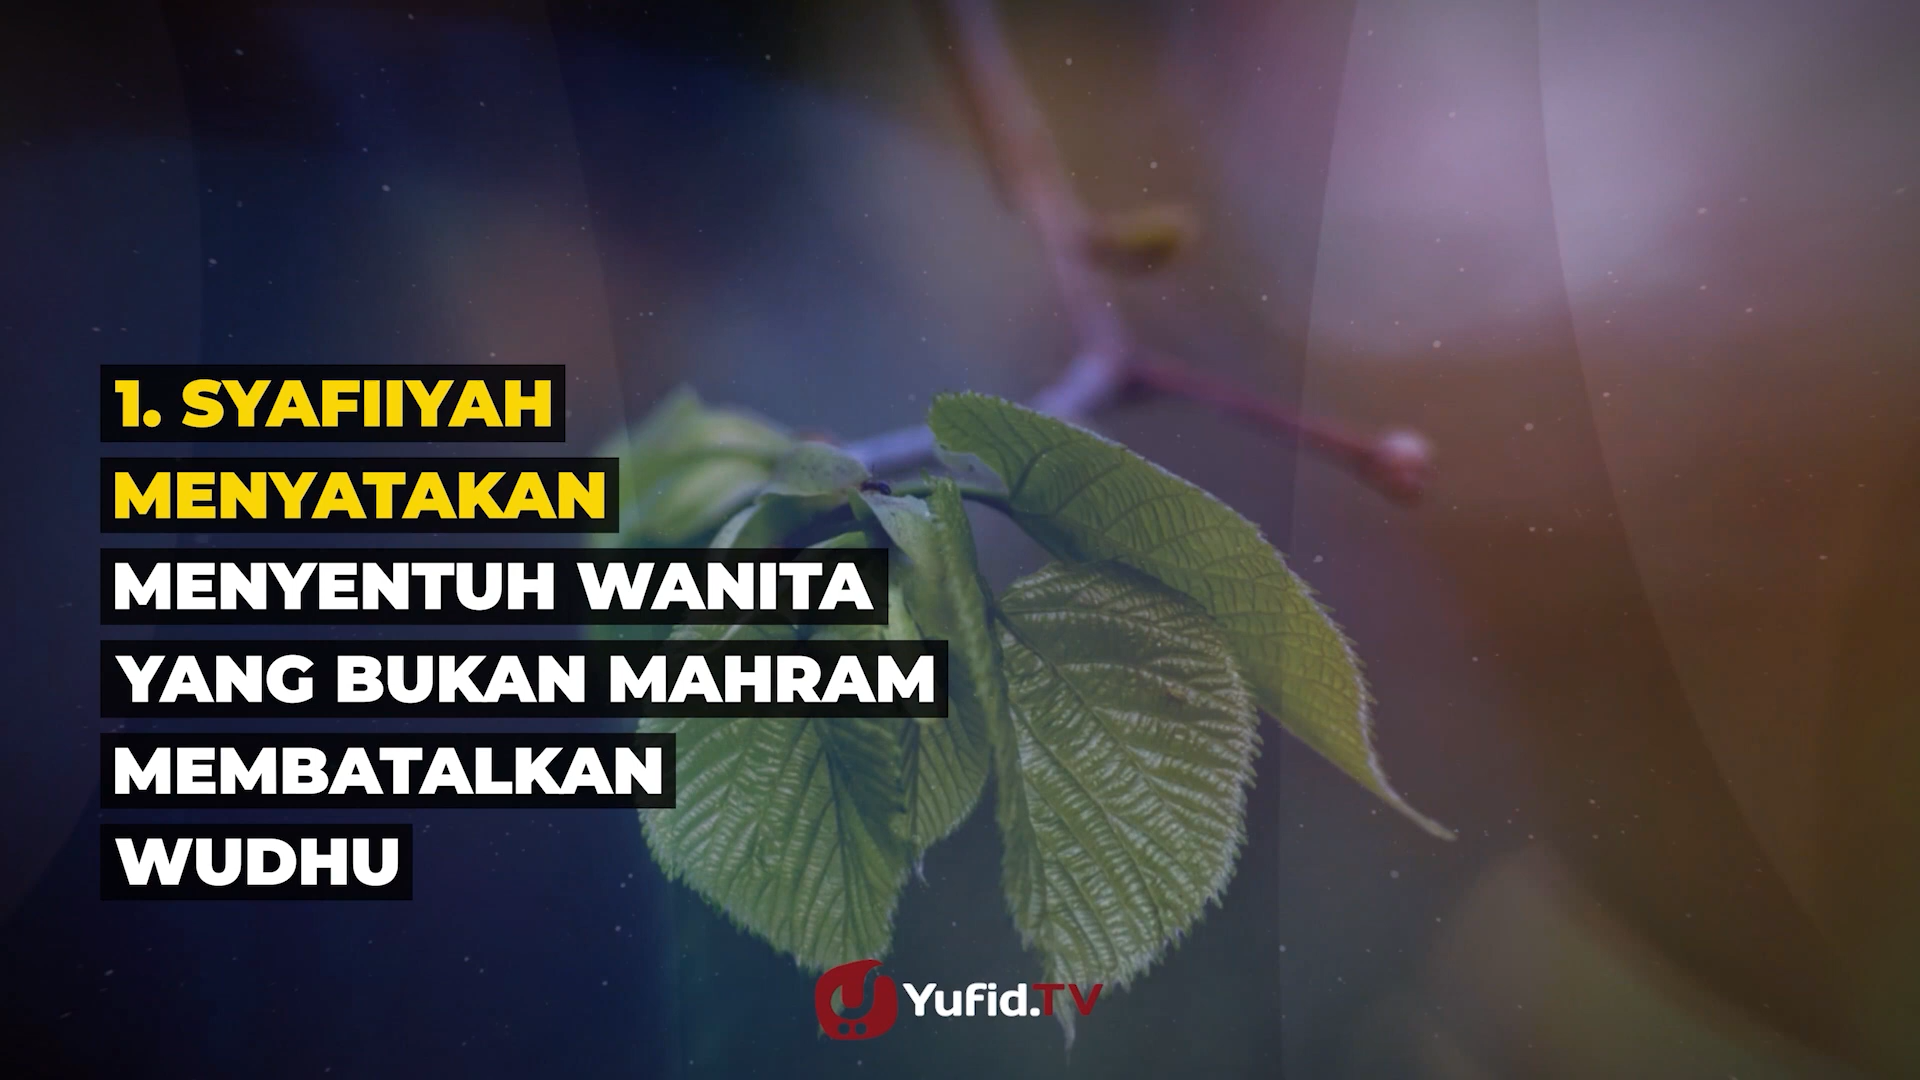 1. SYAFIIYAH
MENYATAKAN
MENYENTUH WANITA
YANG BUKAN MAHRAM
MEMBATALKAN
WUDHU
Yufid.TV